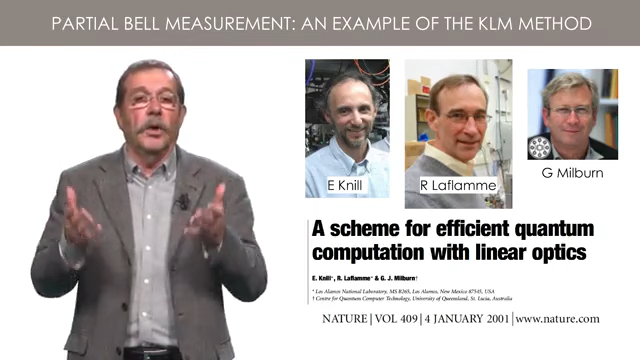 PARTIAL BELL MEASUREMENT: AN EXAMPLE OF THE KLM METHOD
E Knill
R Laflamme
G Milburn
A scheme for efficient quantum
computation with linear optics
E. Knill*, R. Laflamme* & G. J. Milburn†
* Los Alamos National Laboratory, MS B265, Los Alamos, New Mexico 87545, USA
† Centre for Quantum Computer Technology, University of Queensland, St. Lucia, Australia
NATURE|VOL 409|4 JANUARY 2001|www.nature.com